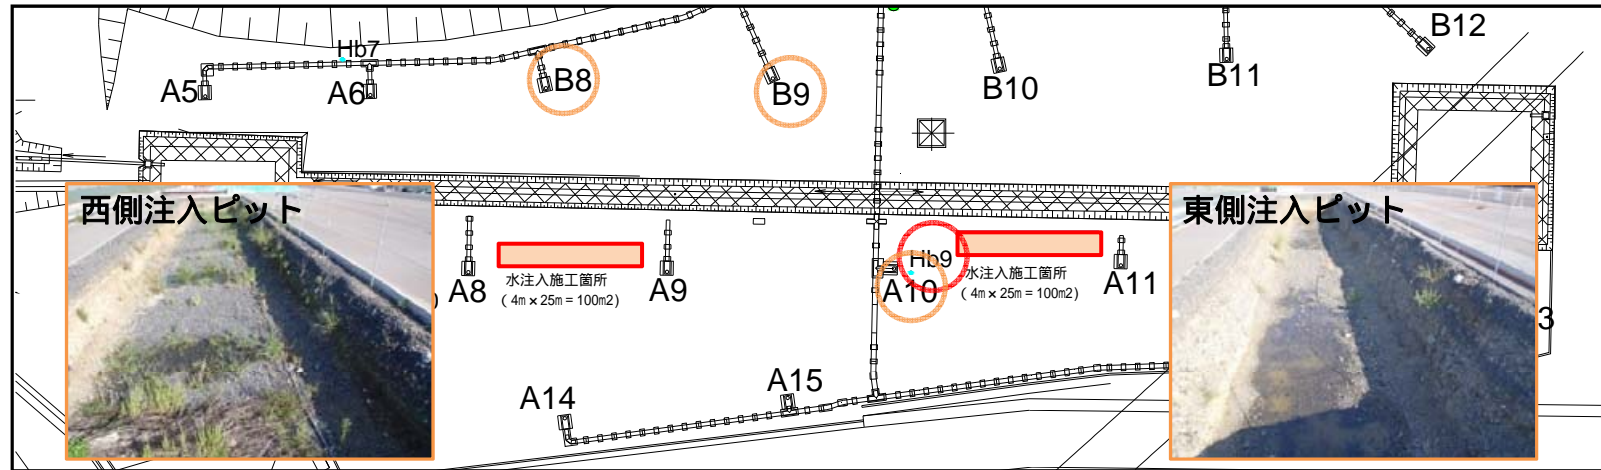 B12
Hb7
B8
B9
B10
B11
A5
A6
西側注入ピット
東側注入ピット
A8
水注入施工箇所
(4m×25m=100m2)
A9
Hb9
A10
水注入施工箇所
(4m×25m=100m2)
A11
3
A14
A15